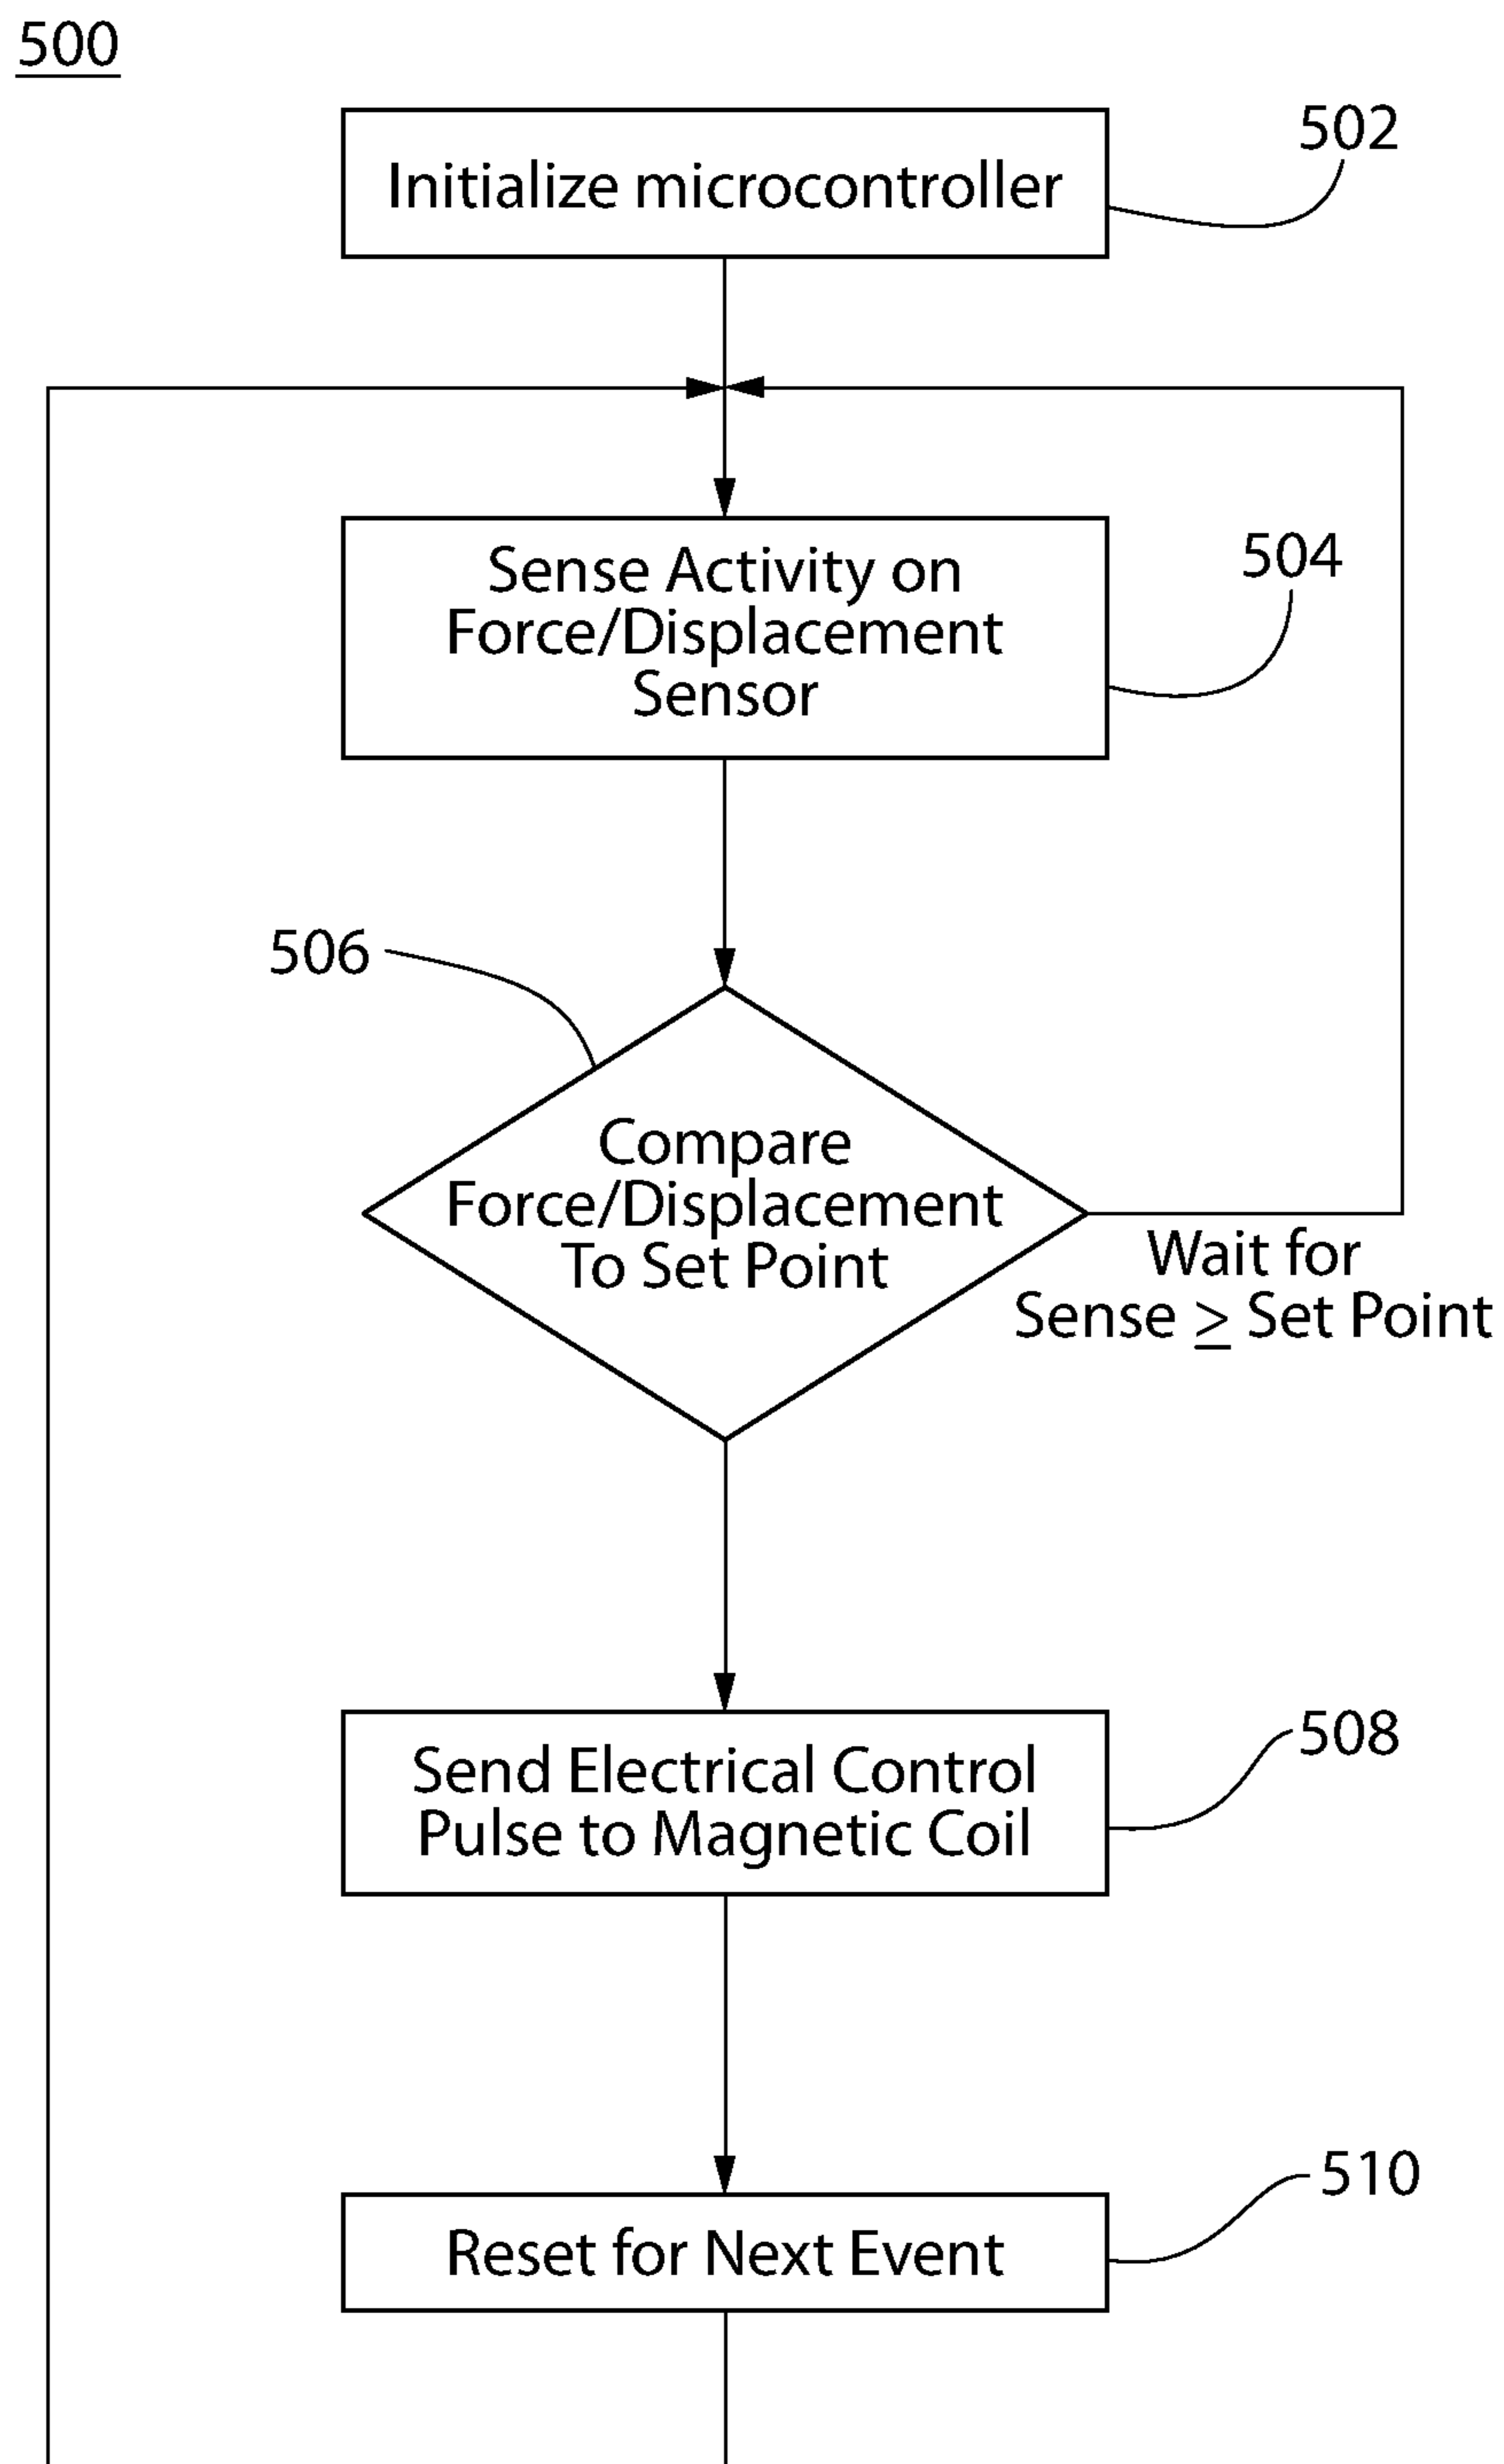 500
Initialize microcontroller
502
Sense Activity on
Force/Displacement
Sensor
504
506
Compare
Force/Displacement
To Set Point
Wait for
Sense ≥ Set Point
Send Electrical Control
Pulse to Magnetic Coil
508
Reset for Next Event
510